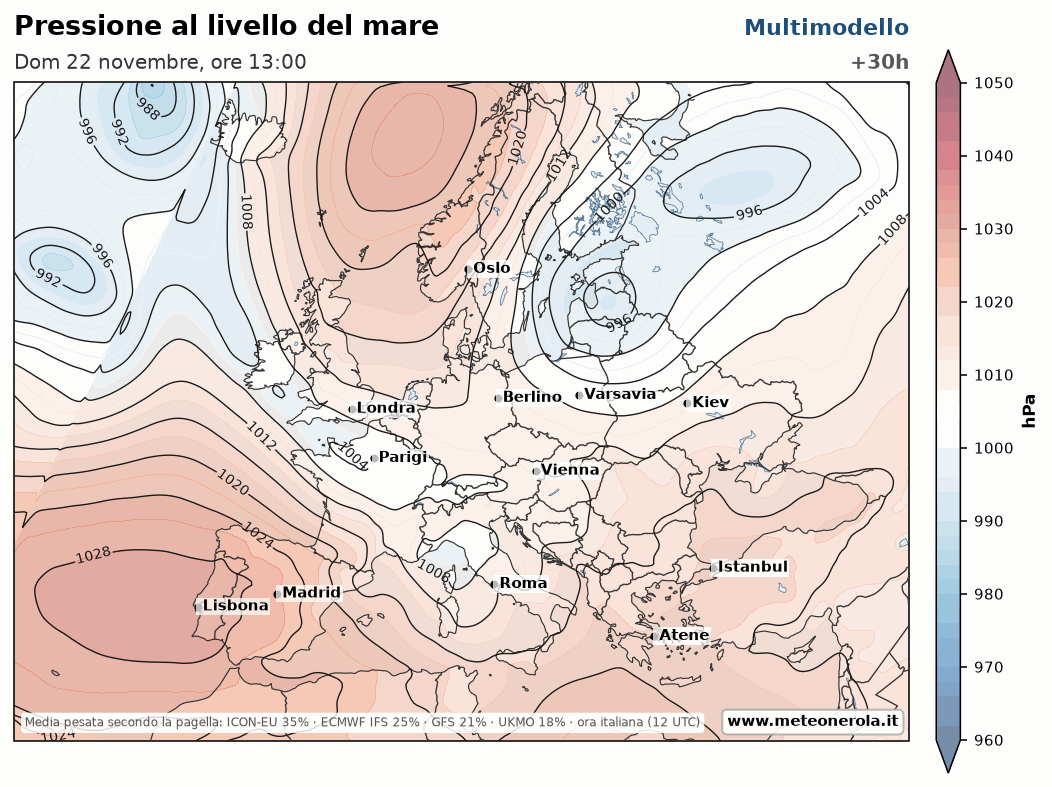 Pressione al livello del mare
Multimodello
Dom 22 novembre, ore 13:00
+30h
988
996
992
1020
1012
1008
1000
996
1004
1008
996
992
996
Oslo
Berlino
Varsavia
Kiev
Londra
1012
1004
Parigi
Vienna
1020
1024
1028
1008
Roma
Istanbul
Madrid
Lisbona
Atene
1024
Media pesata secondo la pagella: ICON-EU 35% · ECMWF IFS 25% · GFS 21% · UKMO 18% · ora italiana (12 UTC)
www.meteonerola.it
1050
1040
1030
1020
1010
1000
990
980
970
960
hPa